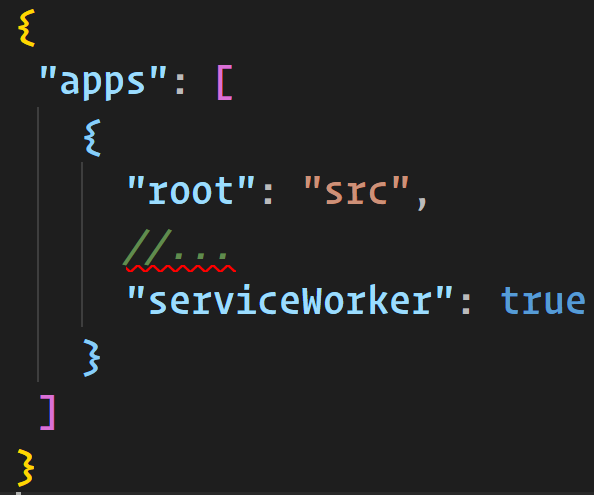 {
"apps": [
{
"root": "src",
//...
"serviceWorker": true
}
]
}